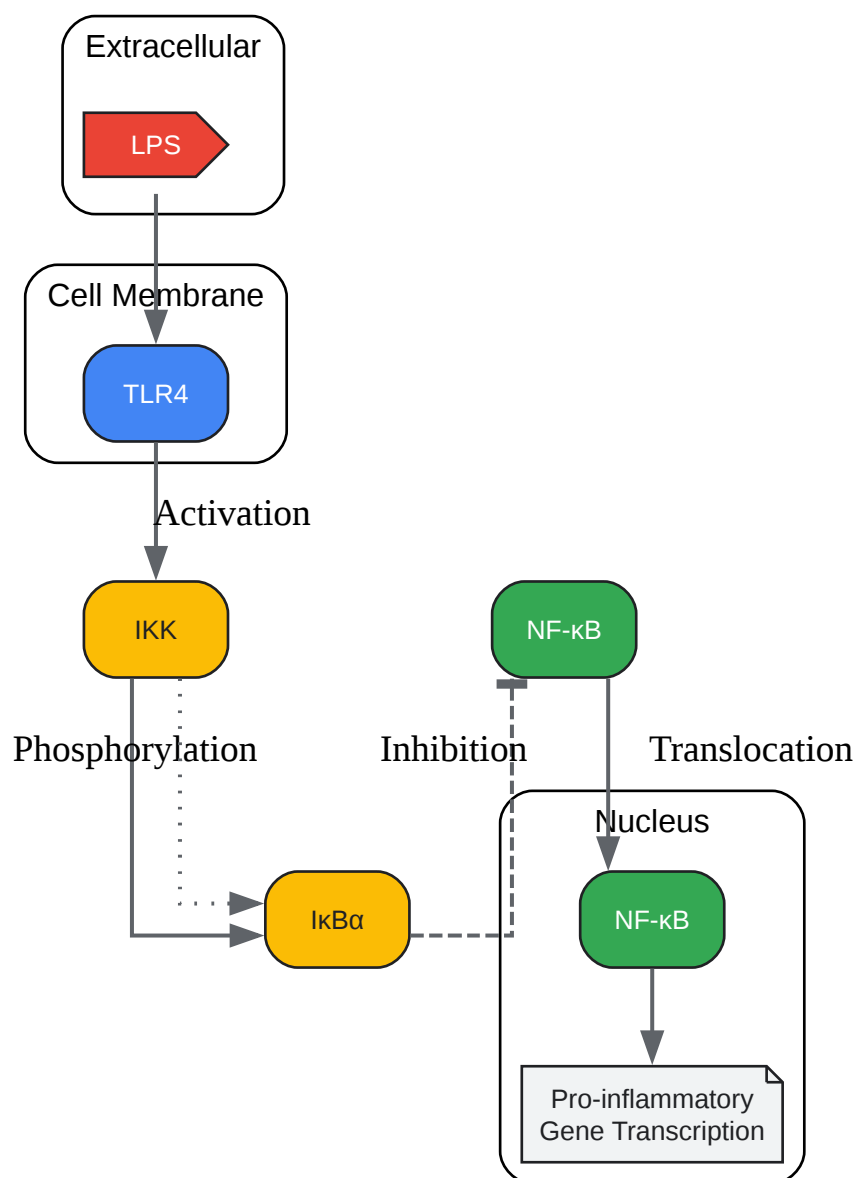 Extracellular
LPS
Cell Membrane
TLR4
Activation
IKK
NF-κB
Phosphorylation
Inhibition
Translocation
Nucleus
IκBα
NF-κB
Pro-inflammatory
Gene Transcription